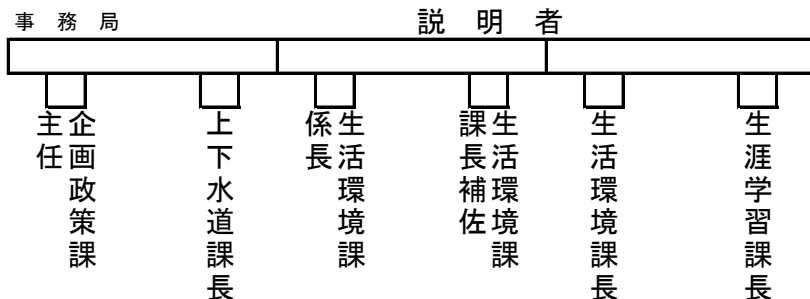 事務局
説明者
企画政策課
主任
上下水道課長
生活環境課
係長
生活環境課
課長補佐
生活環境課長
生涯学習課長